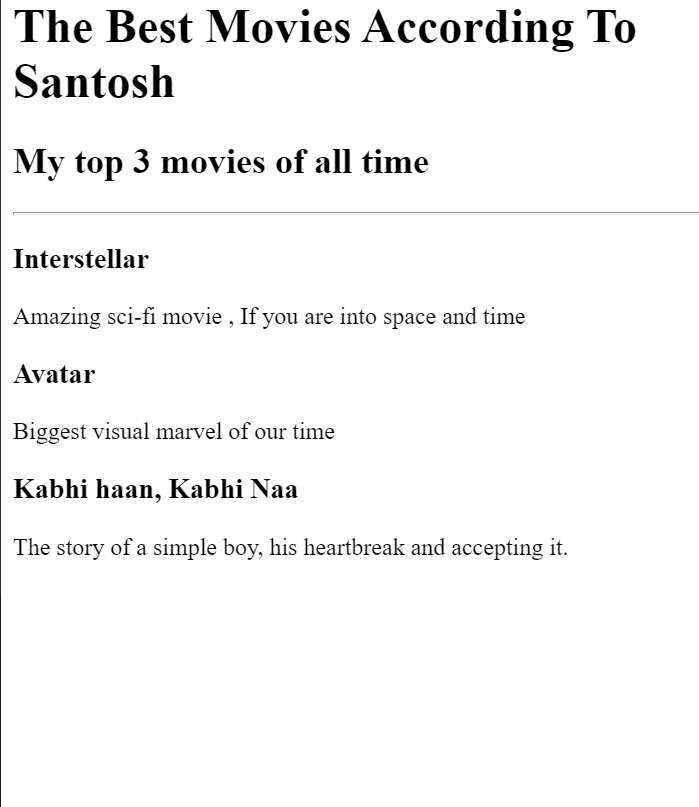 The Best Movies According To
Santosh
My top 3 movies of all time
Interstellar
Amazing sci-fi movie , If you are into space and time
Avatar
Biggest visual marvel of our time
Kabhi haan, Kabhi Naa
The story of a simple boy, his heartbreak and accepting it.